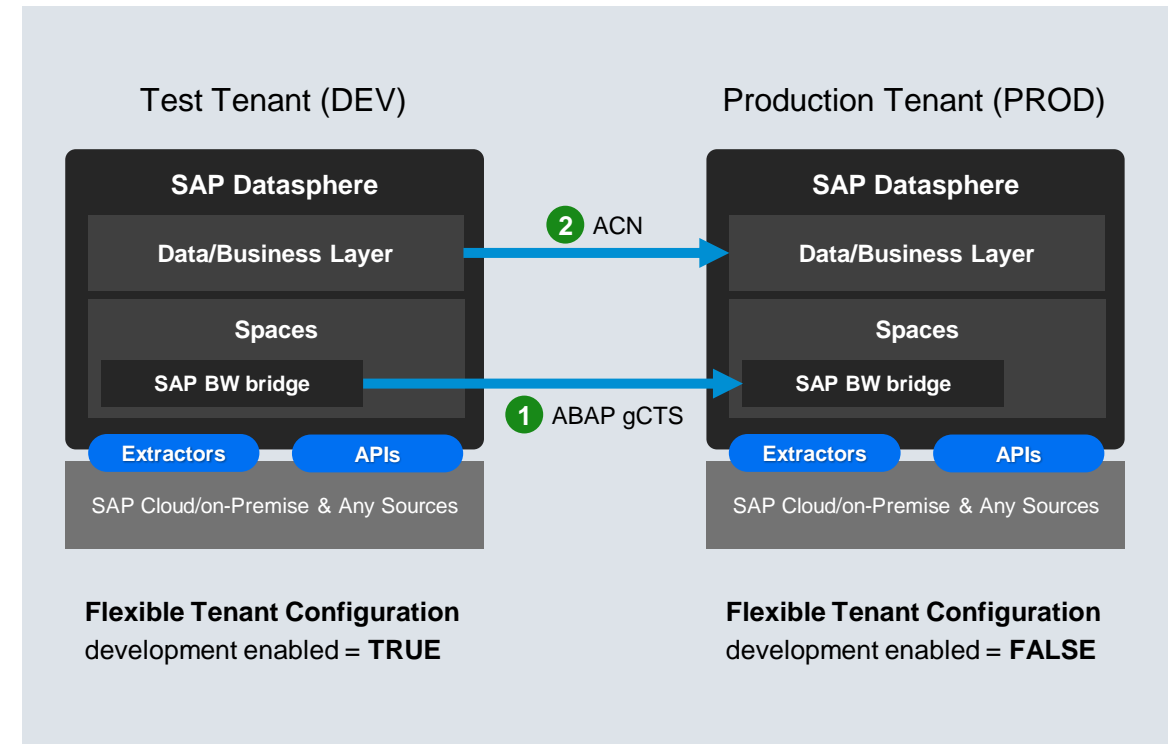 Test Tenant (DEV)
Production Tenant (PROD)
SAP Datasphere
Data/Business Layer
Spaces
SAP BW bridge
Extractors
APIs
SAP Cloud/on-Premise & Any Sources
2 ACN
1 ABAP gCTS
SAP Datasphere
Data/Business Layer
Spaces
SAP BW bridge
Extractors
APIs
SAP Cloud/on-Premise & Any Sources
Flexible Tenant Configuration
development enabled = TRUE
Flexible Tenant Configuration
development enabled = FALSE